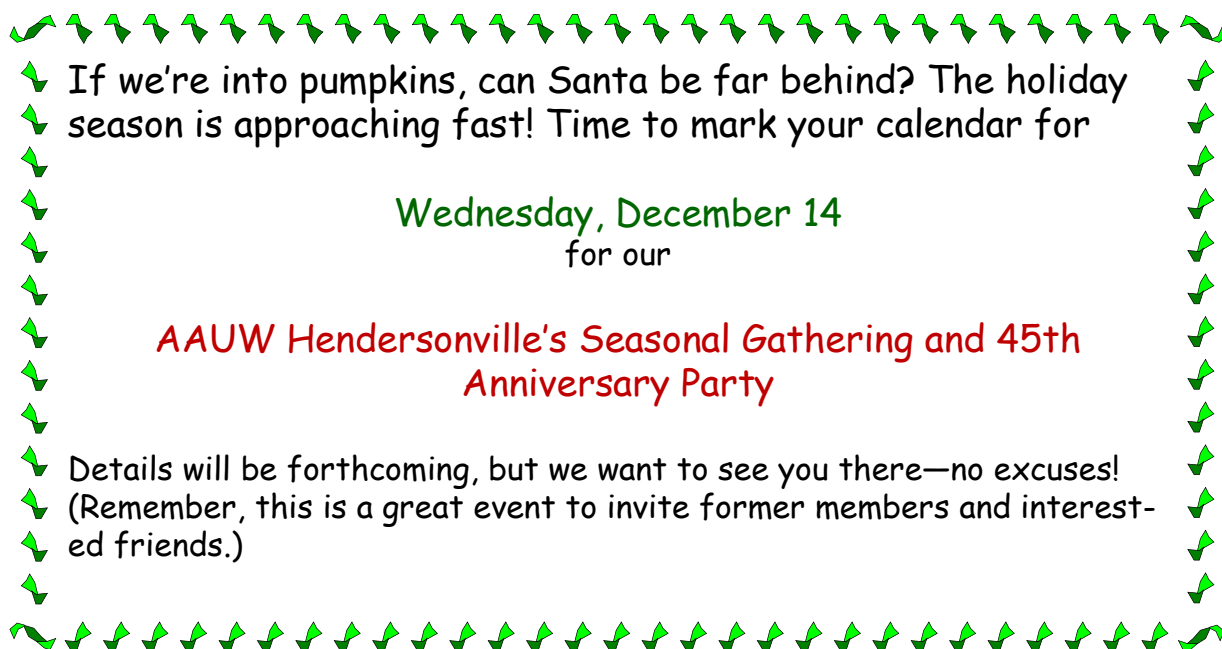 If we’re into pumpkins, can Santa be far behind? The holiday
season is approaching fast! Time to mark your calendar for
Wednesday, December 14
for our
AAUW Hendersonville’s Seasonal Gathering and 45th
Anniversary Party
Details will be forthcoming, but we want to see you there—no excuses!
(Remember, this is a great event to invite former members and interest-
ed friends.)